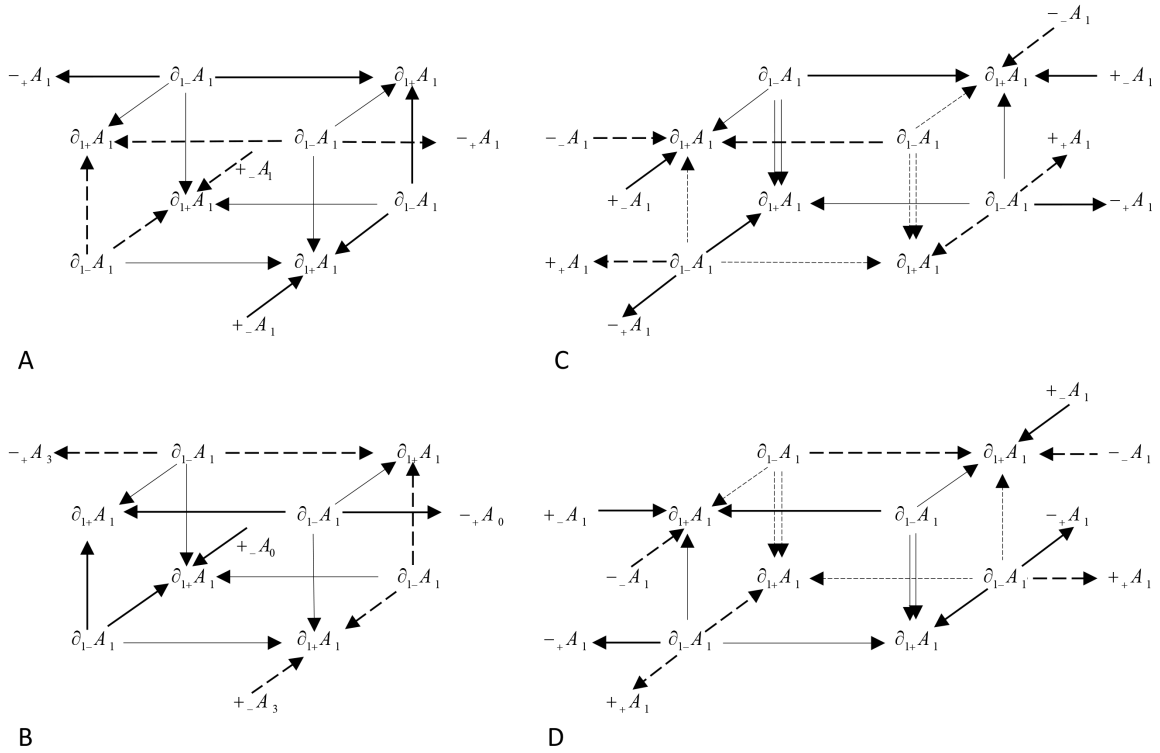 −₊A₁ ∂₁₋A₁ ∂₁₊A₁
∂₁₊A₁ ∂₁₋A₁ −₊A₁
+₋A₁
∂₁₊A₁ ∂₁₋A₁
∂₁₋A₁ ∂₁₊A₁
+₋A₁
A
−₋A₁
∂₁₋A₁ ∂₁₊A₁ +₋A₁
−₋A₁ ∂₁₊A₁ ∂₁₋A₁ +₊A₁
+₋A₁ ∂₁₊A₁ ∂₁₋A₁ −₊A₁
+₊A₁ ∂₁₋A₁ ∂₁₊A₁
−₊A₁
C
−₊A₃ ∂₁₋A₁ ∂₁₊A₁
∂₁₊A₁ ∂₁₋A₁ −₊A₀
+₋A₀
∂₁₊A₁ ∂₁₋A₁
∂₁₋A₁ ∂₁₊A₁
+₋A₃
B
+₋A₁
∂₁₋A₁ ∂₁₊A₁ −₋A₁
+₋A₁ ∂₁₊A₁ ∂₁₋A₁ −₊A₁
−₋A₁ ∂₁₊A₁ ∂₁₋A₁ +₊A₁
−₊A₁ ∂₁₋A₁ ∂₁₊A₁
+₊A₁
D